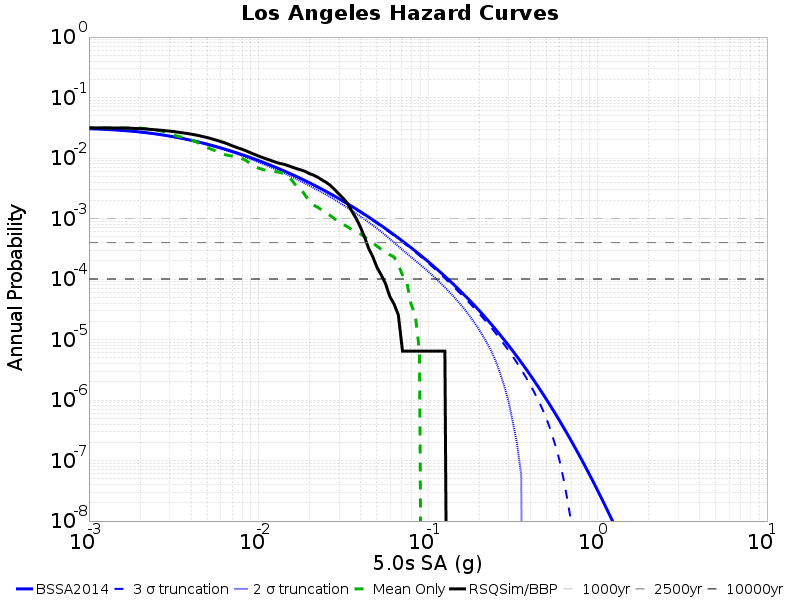 Los Angeles Hazard Curves
10^0
10^-1
10^-2
10^-3
10^-4
10^-5
10^-6
10^-7
10^-8
Annual Probability
10^-3 10^-2 10^-1 10^0 10^1
5.0s SA (g)
BSSA2014 3 σ truncation 2 σ truncation Mean Only RSQSim/BBP 1000yr 2500yr 10000yr